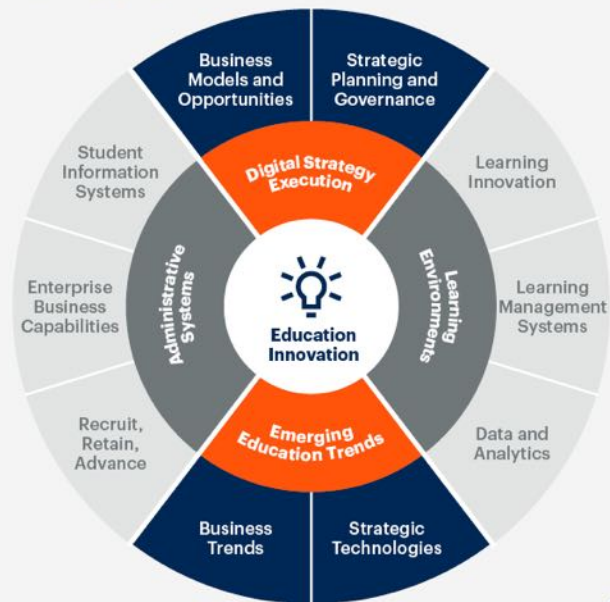 Business
Models and
Opportunities
Strategic
Planning and
Governance
Digital Strategy
Execution
Student
Information
Systems
Learning
Innovation
Enterprise
Business
Capabilities
Administrative
Systems
Education
Innovation
Learning
Environments
Learning
Management
Systems
Recruit,
Retain,
Advance
Emerging
Education Trends
Data and
Analytics
Business
Trends
Strategic
Technologies